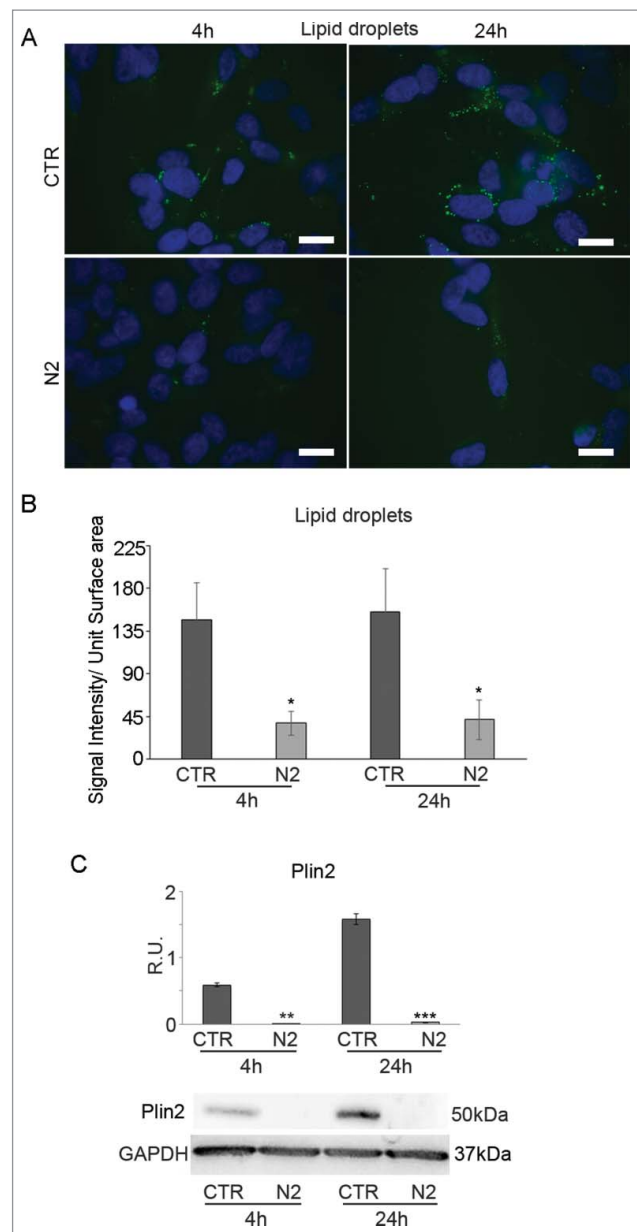 Lipid droplets
A 4h 24h
CTR
N2
B
Lipid droplets
Signal Intensity/ Unit Surface area
225
180
135
90
45
0
CTR N2 CTR N2
4h 24h
C
Plin2
R.U.
2
1
0
* *
** ***
CTR N2 CTR N2
4h 24h
Plin2 50kDa
GAPDH 37kDa
CTR N2 CTR N2
4h 24h